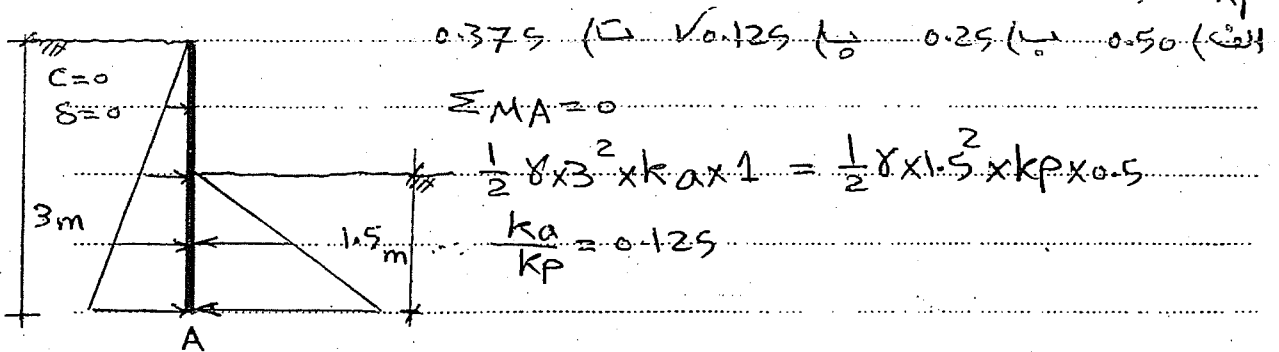 الف) 0.50 ب) 0.25 پ) 0.125 √ ت) 0.375
C=0
δ=0
ΣMA=0
1/2 γ×3²×ka×1 = 1/2 γ×1.5²×kp×0.5
3m
1.5m
ka/kp = 0.125
A